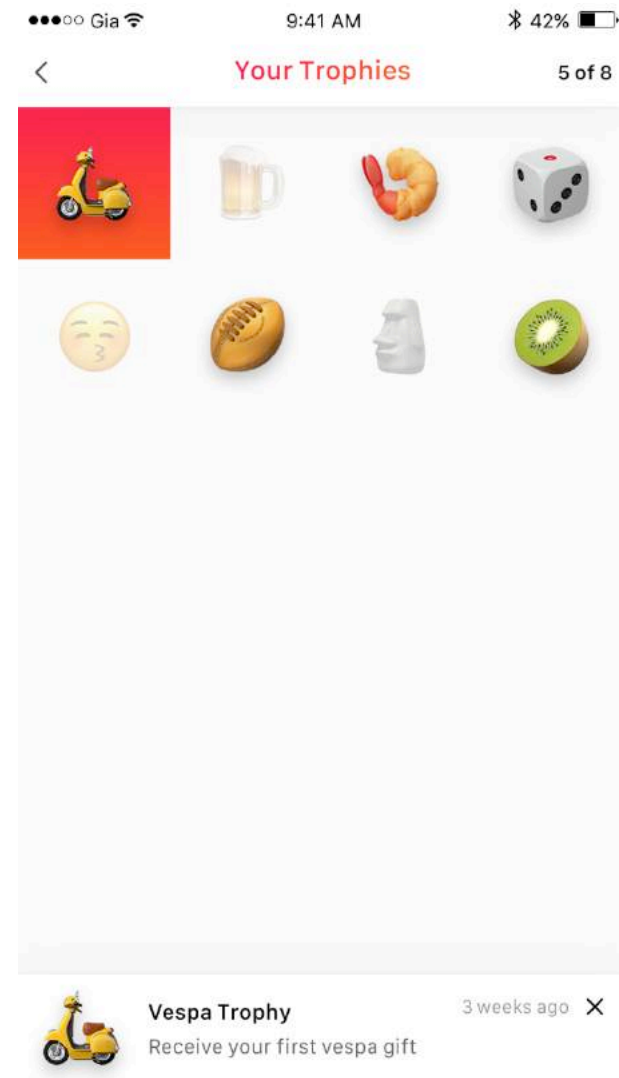 Gia 9:41 AM 42%
Your Trophies 5 of 8
Vespa Trophy 3 weeks ago
Receive your first vespa gift